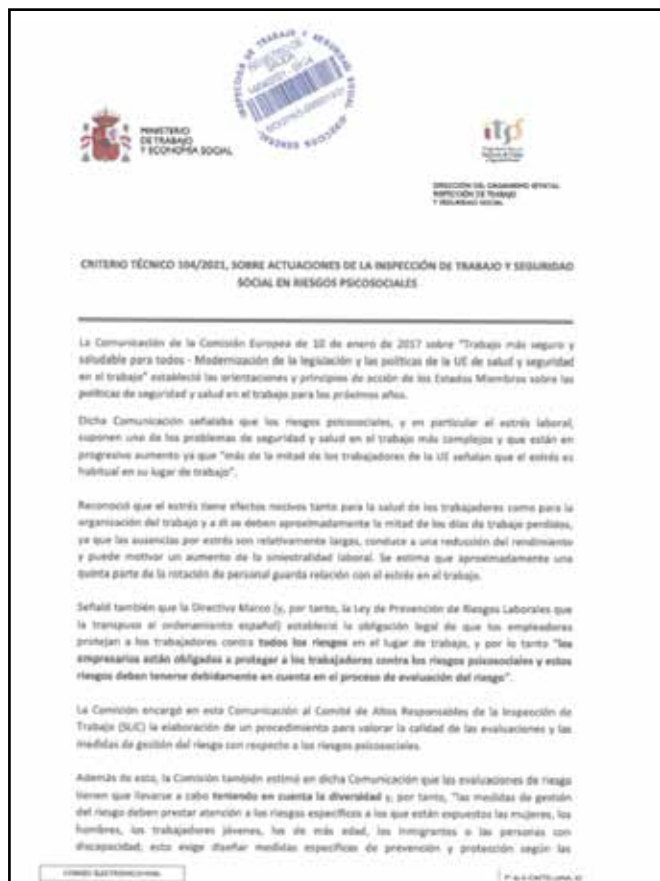 INSPECCIÓN DE TRABAJO Y SEGURIDAD SOCIAL
DIRECCIÓN GENERAL
SALIDA
MINISTERIO
DE TRABAJO
Y ECONOMÍA SOCIAL
itss
DIRECCIÓN DEL ORGANISMO ESTATAL
INSPECCIÓN DE TRABAJO
Y SEGURIDAD SOCIAL
CRITERIO TÉCNICO 104/2021, SOBRE ACTUACIONES DE LA INSPECCIÓN DE TRABAJO Y SEGURIDAD
SOCIAL EN RIESGOS PSICOSOCIALES
La Comunicación de la Comisión Europea de 10 de enero de 2017 sobre "Trabajo más seguro y
saludable para todos - Modernización de la legislación y las políticas de la UE de salud y seguridad
en el trabajo" estableció las orientaciones y principios de acción de los Estados Miembros sobre las
políticas de seguridad y salud en el trabajo para los próximos años.
Dicha Comunicación señalaba que los riesgos psicosociales, y en particular el estrés laboral,
suponen uno de los problemas de seguridad y salud en el trabajo más complejos y que están en
progresivo aumento ya que "más de la mitad de los trabajadores de la UE señalan que el estrés es
habitual en su lugar de trabajo".
Reconoció que el estrés tiene efectos nocivos tanto para la salud de los trabajadores como para la
organización del trabajo y a él se deben aproximadamente la mitad de los días de trabajo perdidos,
ya que las ausencias por estrés son relativamente largas, conduce a una reducción del rendimiento
y puede motivar un aumento de la siniestralidad laboral. Se estima que aproximadamente una
quinta parte de la rotación de personal guarda relación con el estrés en el trabajo.
Señaló también que la Directiva Marco (y, por tanto, la Ley de Prevención de Riesgos Laborales que
la transpuso al ordenamiento español) estableció la obligación legal de que los empleadores
protejan a los trabajadores contra todos los riesgos en el lugar de trabajo, y por lo tanto "los
empresarios están obligados a proteger a los trabajadores contra los riesgos psicosociales y estos
riesgos deben tenerse debidamente en cuenta en el proceso de evaluación del riesgo".
La Comisión encargó en esta Comunicación al Comité de Altos Responsables de la Inspección de
Trabajo (SLIC) la elaboración de un procedimiento para valorar la calidad de las evaluaciones y las
medidas de gestión del riesgo con respecto a los riesgos psicosociales.
Además de esto, la Comisión también estimó en dicha Comunicación que las evaluaciones de riesgo
tienen que llevarse a cabo teniendo en cuenta la diversidad y, por tanto, "las medidas de gestión
del riesgo deben prestar atención a los riesgos específicos a los que están expuestos las mujeres, los
hombres, los trabajadores jóvenes, los de más edad, los inmigrantes o las personas con
discapacidad; esto exige diseñar medidas específicas de prevención y protección según las
CORREO ELECTRÓNICO
Pº de la CASTELLANA, 63